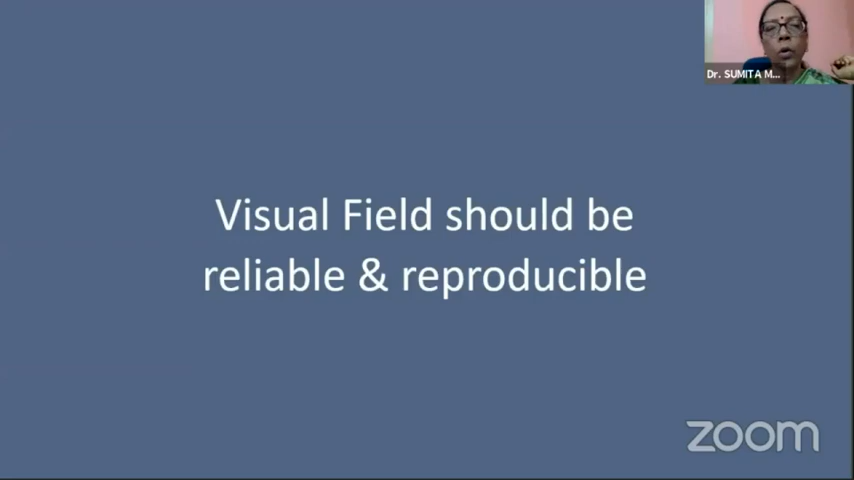 Dr. SUMITA M...
Visual Field should be
reliable & reproducible
zoom